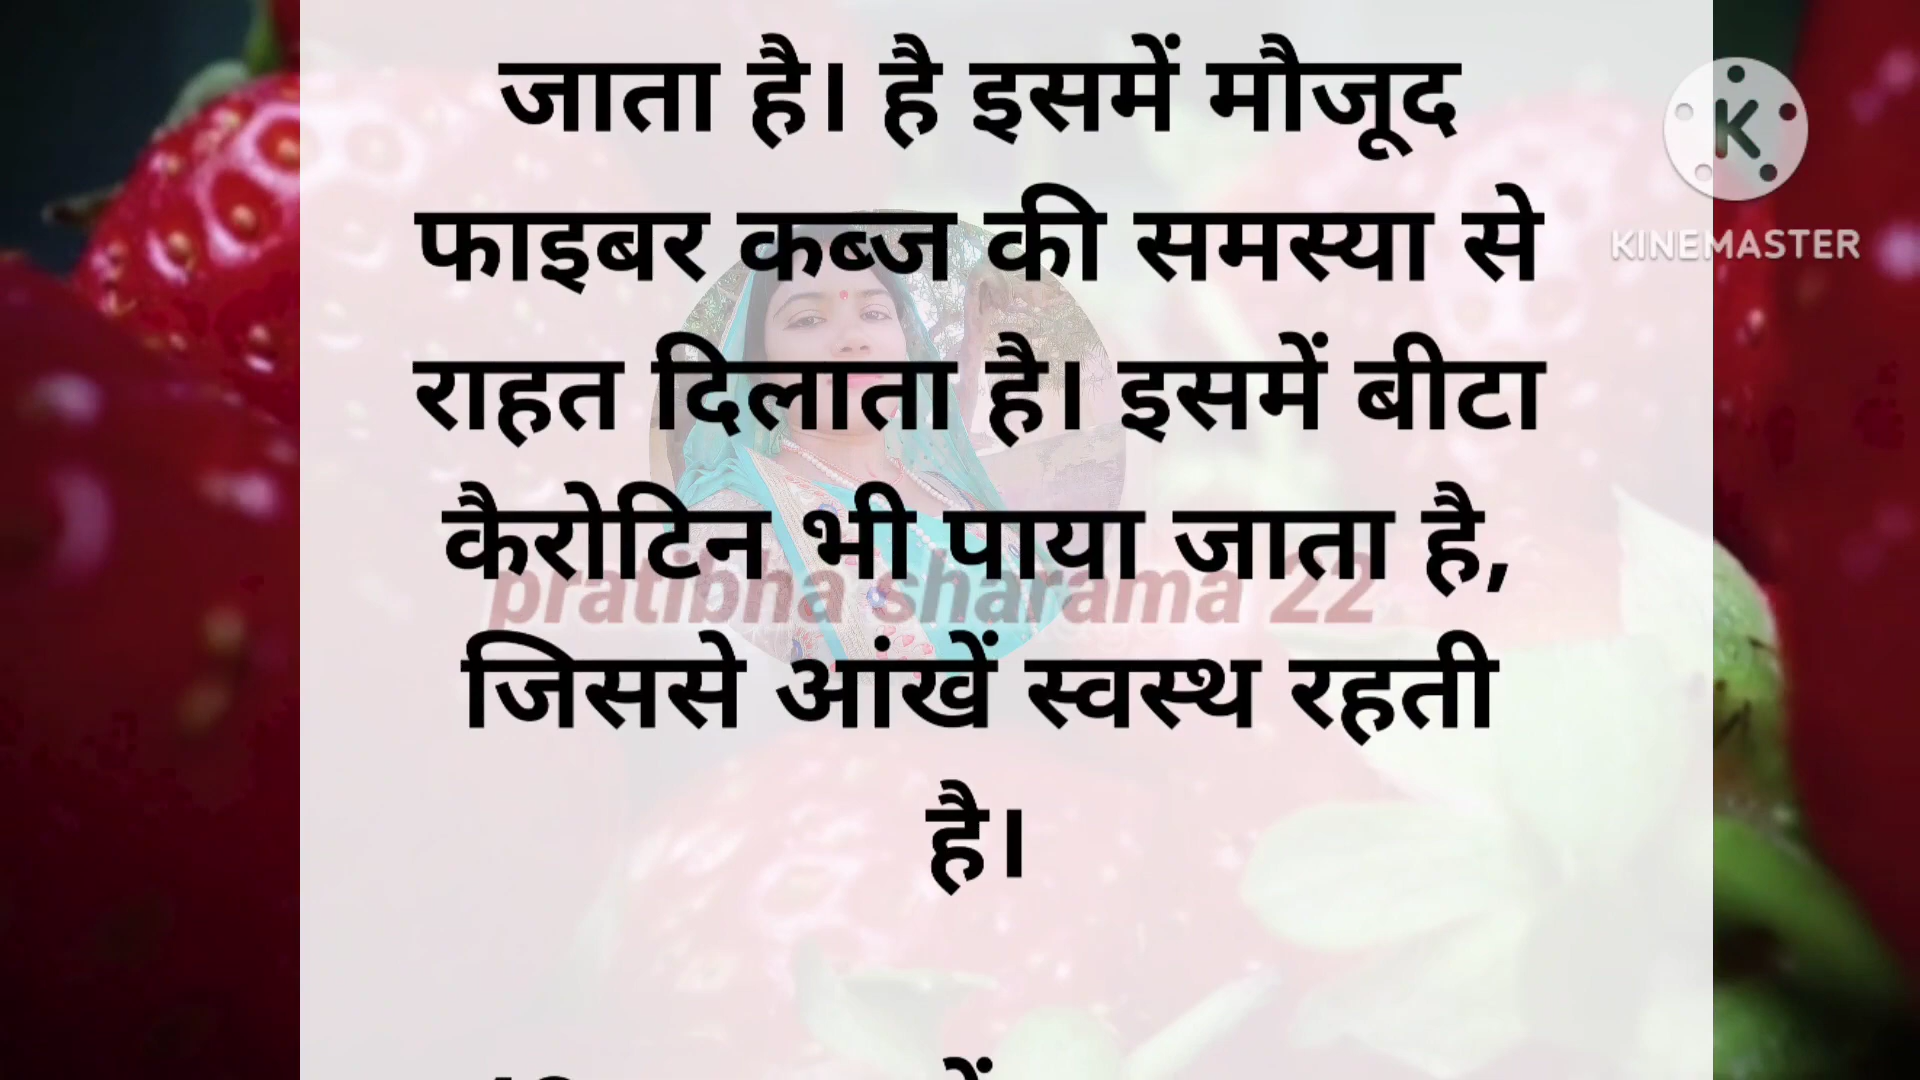 जाता है। है इसमें मौजूद
फाइबर कब्ज की समस्या से
राहत दिलाता है। इसमें बीटा
कैरोटिन भी पाया जाता है,
pratibha sharama 22
जिससे आंखें स्वस्थ रहती
है।
K
KINEMASTER